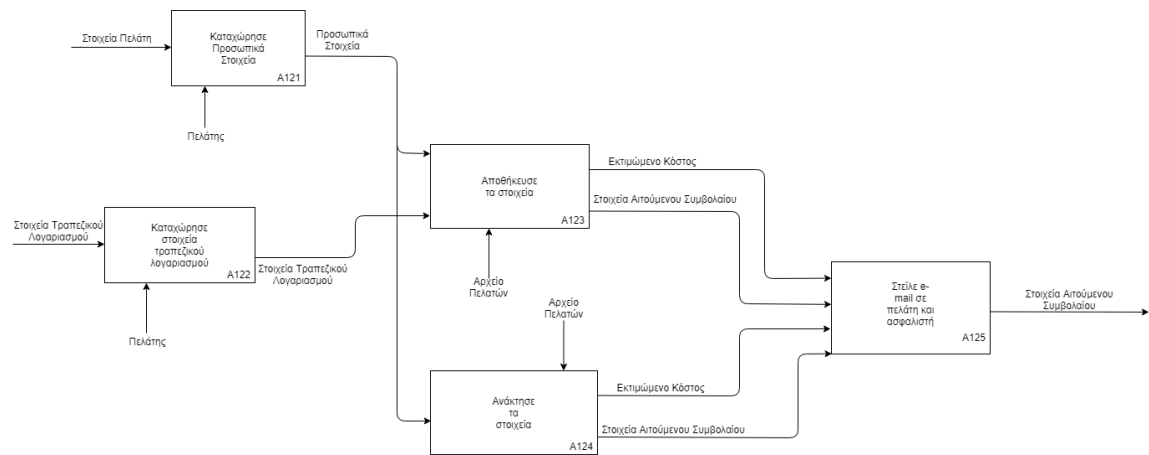 Στοιχεία Πελάτη
Καταχώρησε
Προσωπικά
Στοιχεία
A121
Προσωπικά
Στοιχεία
Πελάτης
Στοιχεία Τραπεζικού
Λογαριασμού
Καταχώρησε
στοιχεία
τραπεζικού
λογαριασμού
A122
Στοιχεία Τραπεζικού
Λογαριασμού
Πελάτης
Αποθήκευσε
τα στοιχεία
A123
Εκτιμώμενο Κόστος
Στοιχεία Αιτούμενου Συμβολαίου
Αρχείο
Πελατών
Αρχείο
Πελατών
Ανάκτησε
τα
στοιχεία
A124
Εκτιμώμενο Κόστος
Στοιχεία Αιτούμενου Συμβολαίου
Στείλε e-
mail σε
πελάτη και
ασφαλιστή
A125
Στοιχεία Αιτούμενου
Συμβολαίου